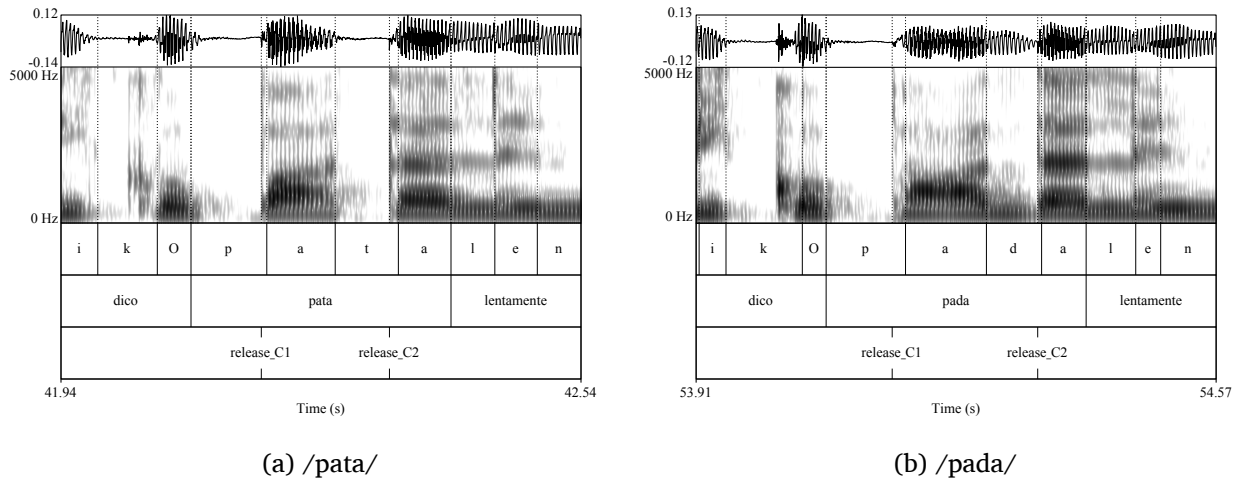 0.12
-0.14
5000 Hz
0 Hz
i k O p a t a l e n
dico pata lentamente
release_C1 release_C2
41.94 42.54
Time (s)
(a) /pata/
0.13
-0.12
5000 Hz
0 Hz
i k O p a d a l e n
dico pada lentamente
release_C1 release_C2
53.91 54.57
Time (s)
(b) /pada/